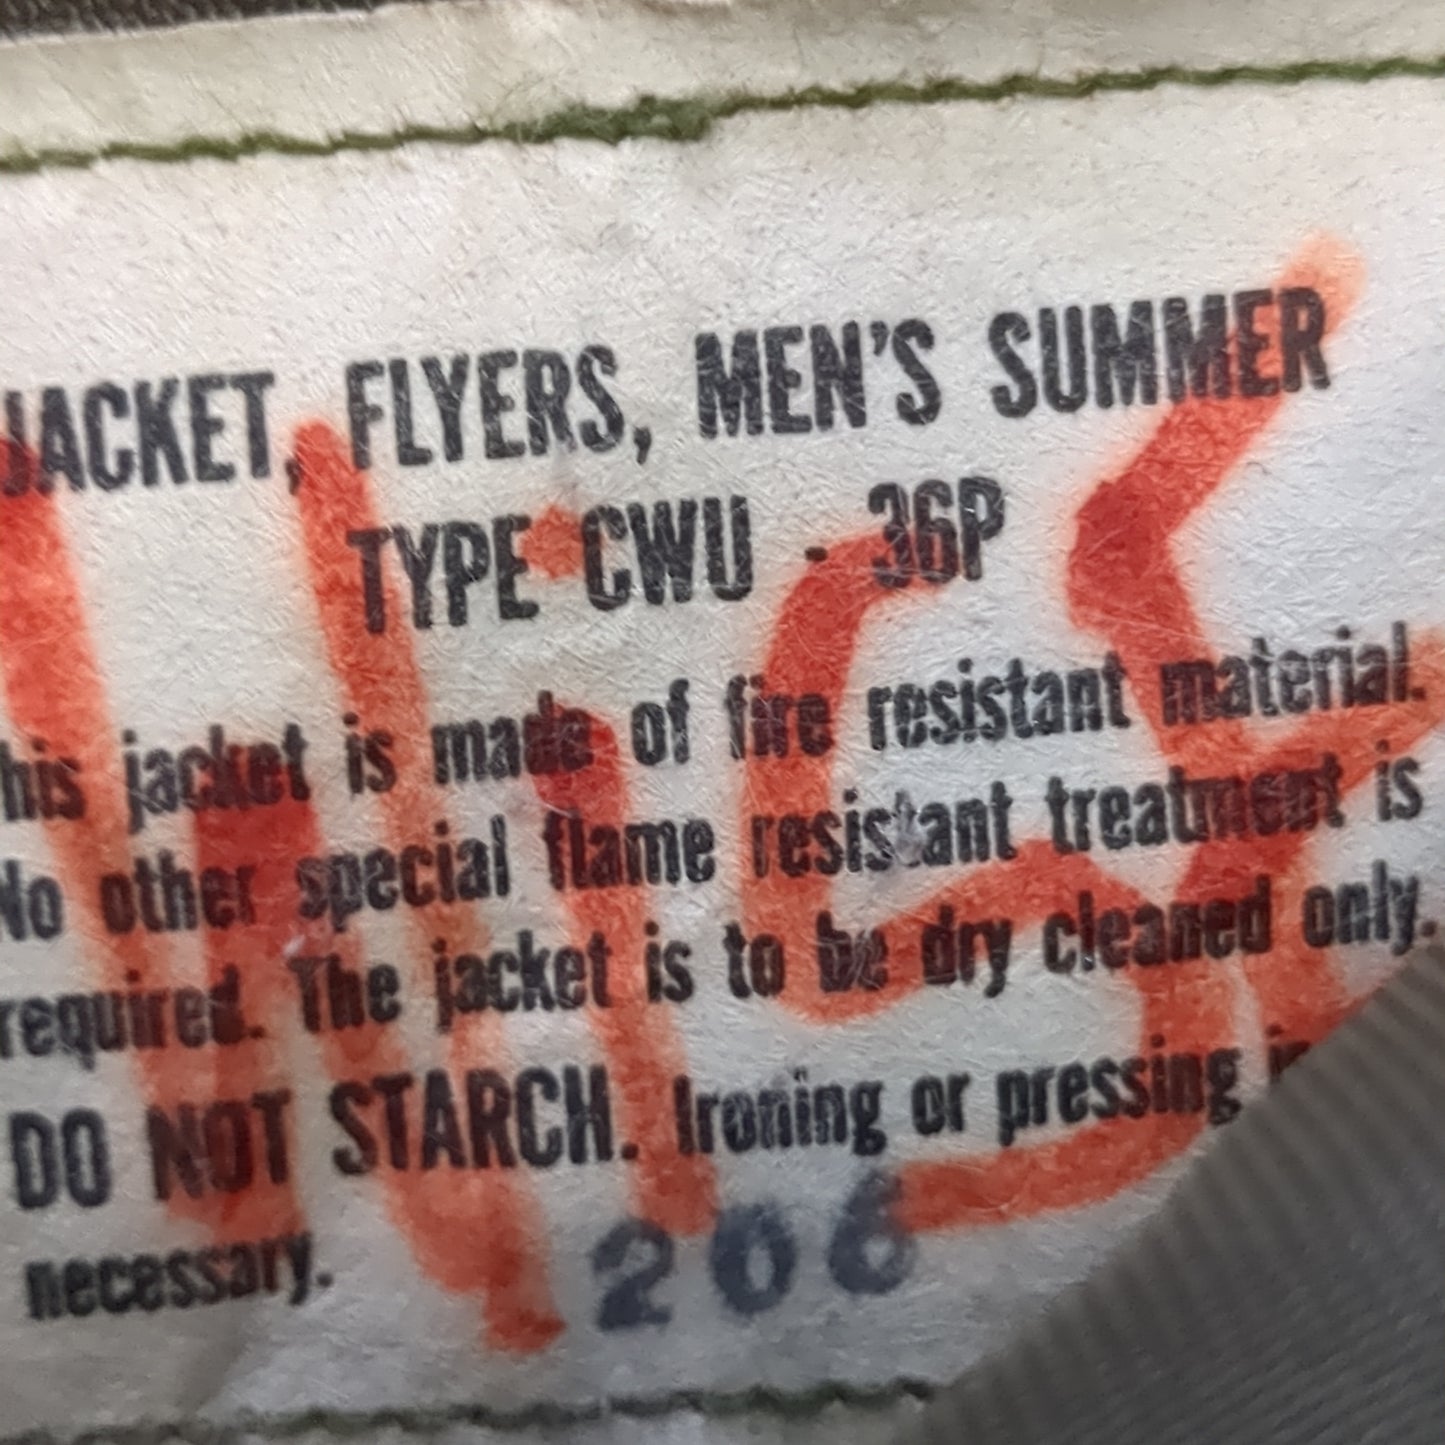 JACKET, FLYERS, MEN'S SUMMER
TYPE CWU - 36P
his jacket is made of fire resistant material.
No other special flame resistant treatment is
required. The jacket is to be dry cleaned only.
DO NOT STARCH. Ironing or pressing i
necessary.
206